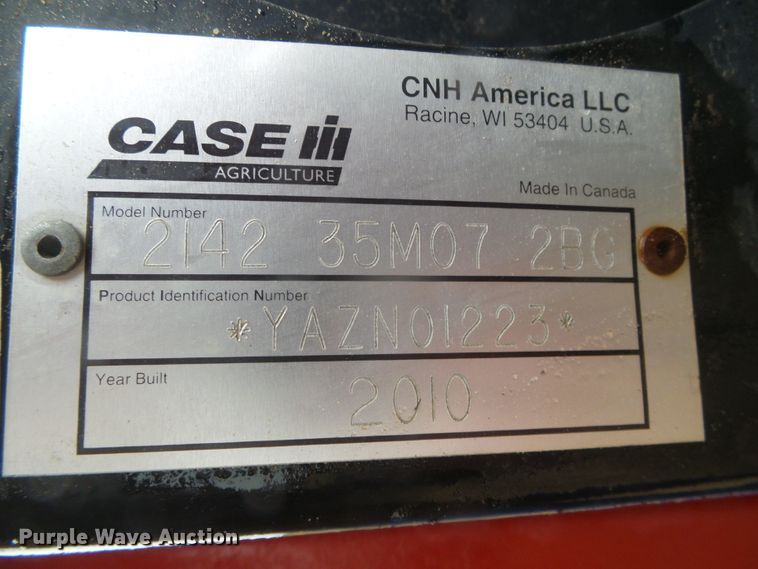 CNH America LLC
Racine, WI 53404 U.S.A.
CASE IH
AGRICULTURE
Made In Canada
Model Number
2142 35M07 2BG
Product Identification Number
*YAZN01223*
Year Built
2010
Purple Wave Auction